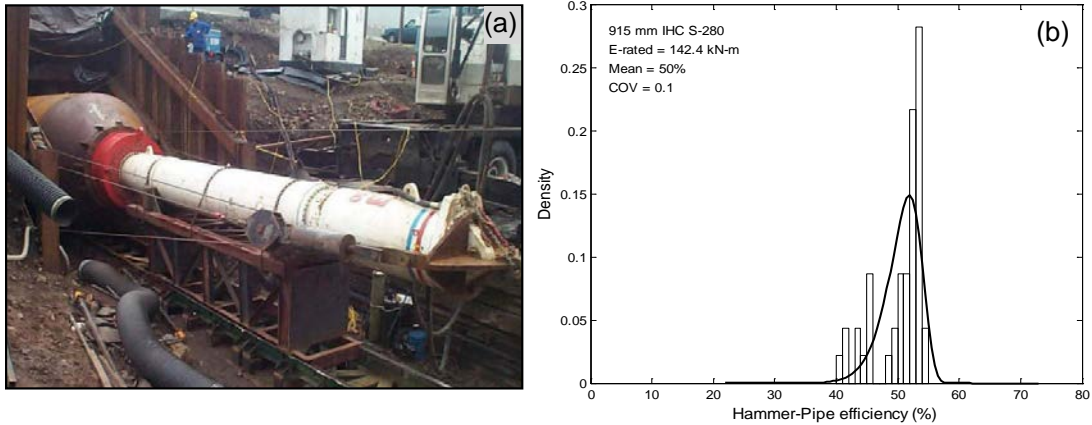 (a)
(b)
915 mm IHC S-280
E-rated = 142.4 kN-m
Mean = 50%
COV = 0.1
Density
0.3
0.25
0.2
0.15
0.1
0.05
0
0 10 20 30 40 50 60 70 80
Hammer-Pipe efficiency (%)